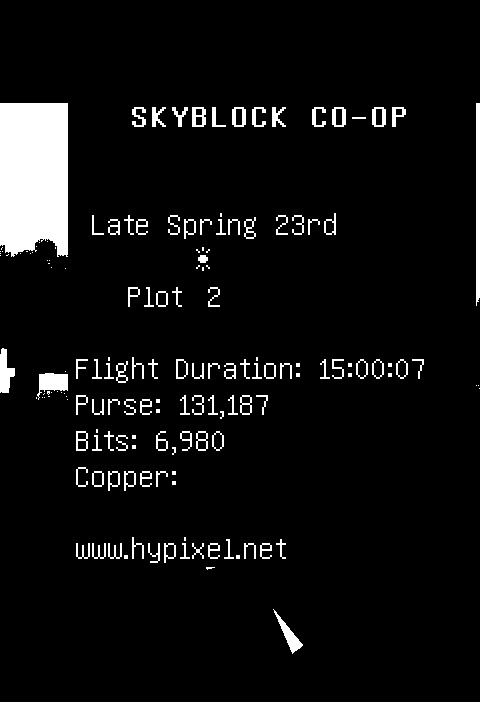 SKYBLOCK CO-OP
Late Spring 23rd
Plot 2
Flight Duration: 15:00:07
Purse: 131,187
Bits: 6,980
Copper:
www.hypixel.net